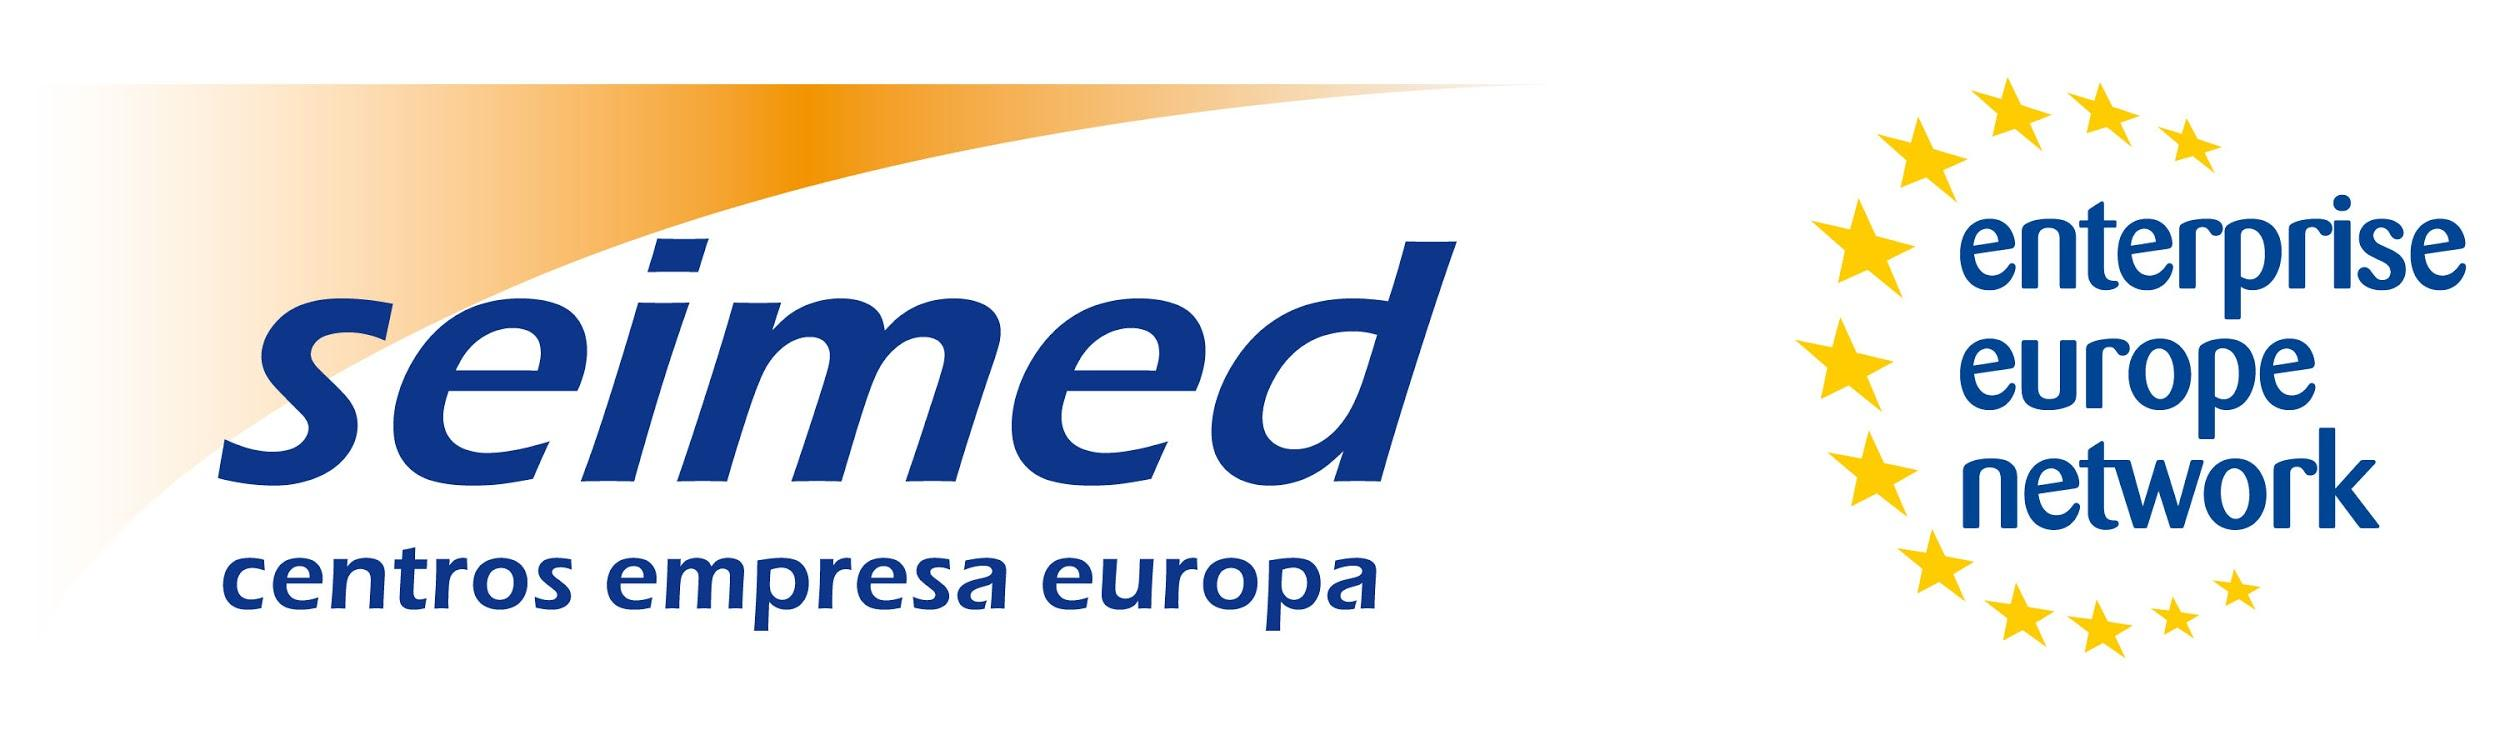 seimed
centros empresa europa
enterprise
europe
network